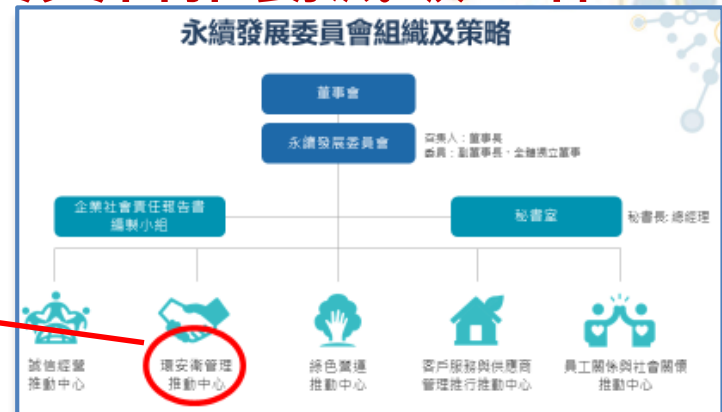 永續發展委員會組織及策略
董事會
永續發展委員會
召集人：董事長
委員：副董事長、全體獨立董事
企業社會責任報告書
編製小組
秘書室
秘書長: 總經理
誠信經營
推動中心
環安衛管理
推動中心
綠色營運
推動中心
客戶服務與供應商
管理推行推動中心
員工關係與社會關懷
推動中心